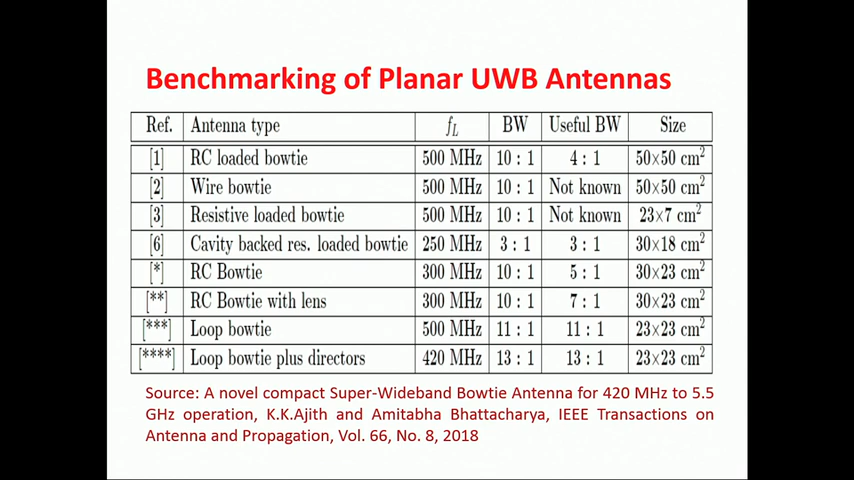 Benchmarking of Planar UWB Antennas
Ref. Antenna type f_L BW Useful BW Size
[1] RC loaded bowtie 500 MHz 10 : 1 4 : 1 50×50 cm²
[2] Wire bowtie 500 MHz 10 : 1 Not known 50×50 cm²
[3] Resistive loaded bowtie 500 MHz 10 : 1 Not known 23×7 cm²
[6] Cavity backed res. loaded bowtie 250 MHz 3 : 1 3 : 1 30×18 cm²
[*] RC Bowtie 300 MHz 10 : 1 5 : 1 30×23 cm²
[**] RC Bowtie with lens 300 MHz 10 : 1 7 : 1 30×23 cm²
[***] Loop bowtie 500 MHz 11 : 1 11 : 1 23×23 cm²
[****] Loop bowtie plus directors 420 MHz 13 : 1 13 : 1 23×23 cm²
Source: A novel compact Super-Wideband Bowtie Antenna for 420 MHz to 5.5
GHz operation, K.K.Ajith and Amitabha Bhattacharya, IEEE Transactions on
Antenna and Propagation, Vol. 66, No. 8, 2018